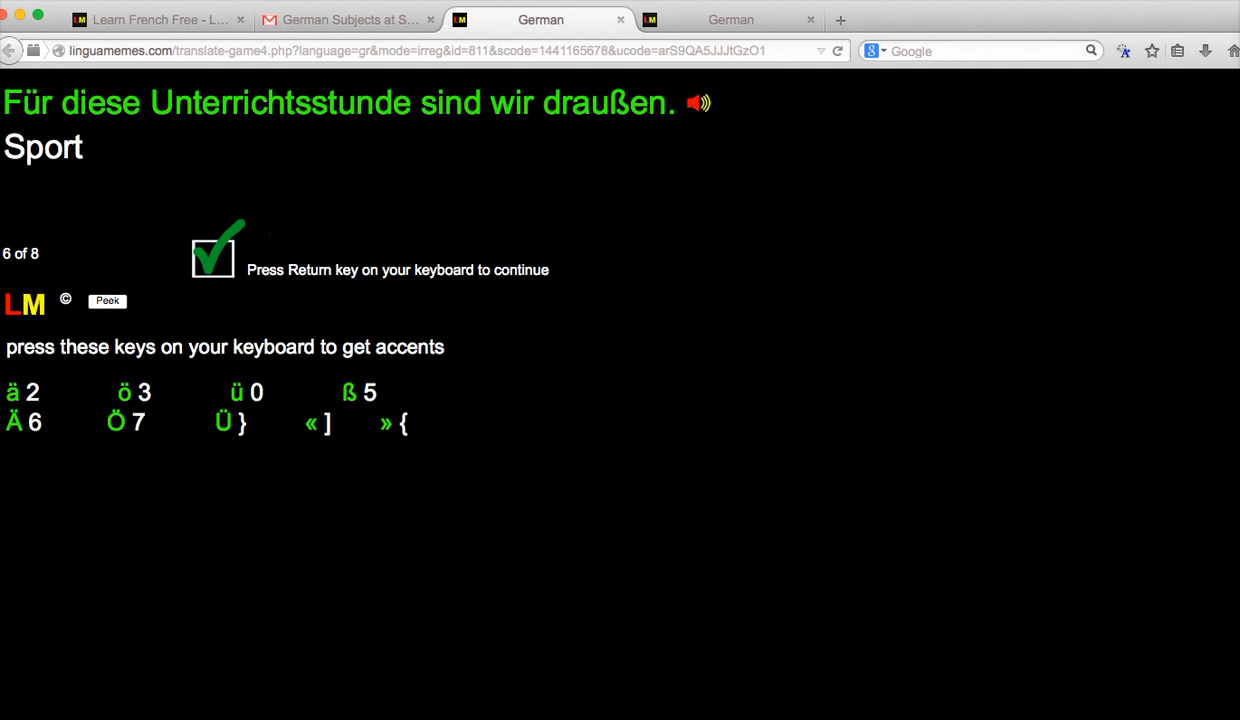 Learn French Free - L...
German Subjects at S...
German
German
linguamemes.com/translate-game4.php?language=gr&mode=irreg&id=811&scode=1441165678&ucode=arS9QA5JJJtGzO1
Google
Für diese Unterrichtsstunde sind wir draußen.
Sport
6 of 8
Press Return key on your keyboard to continue
LM © Peek
press these keys on your keyboard to get accents
ä 2 ö 3 ü 0 ß 5
Ä 6 Ö 7 Ü } « ] » {